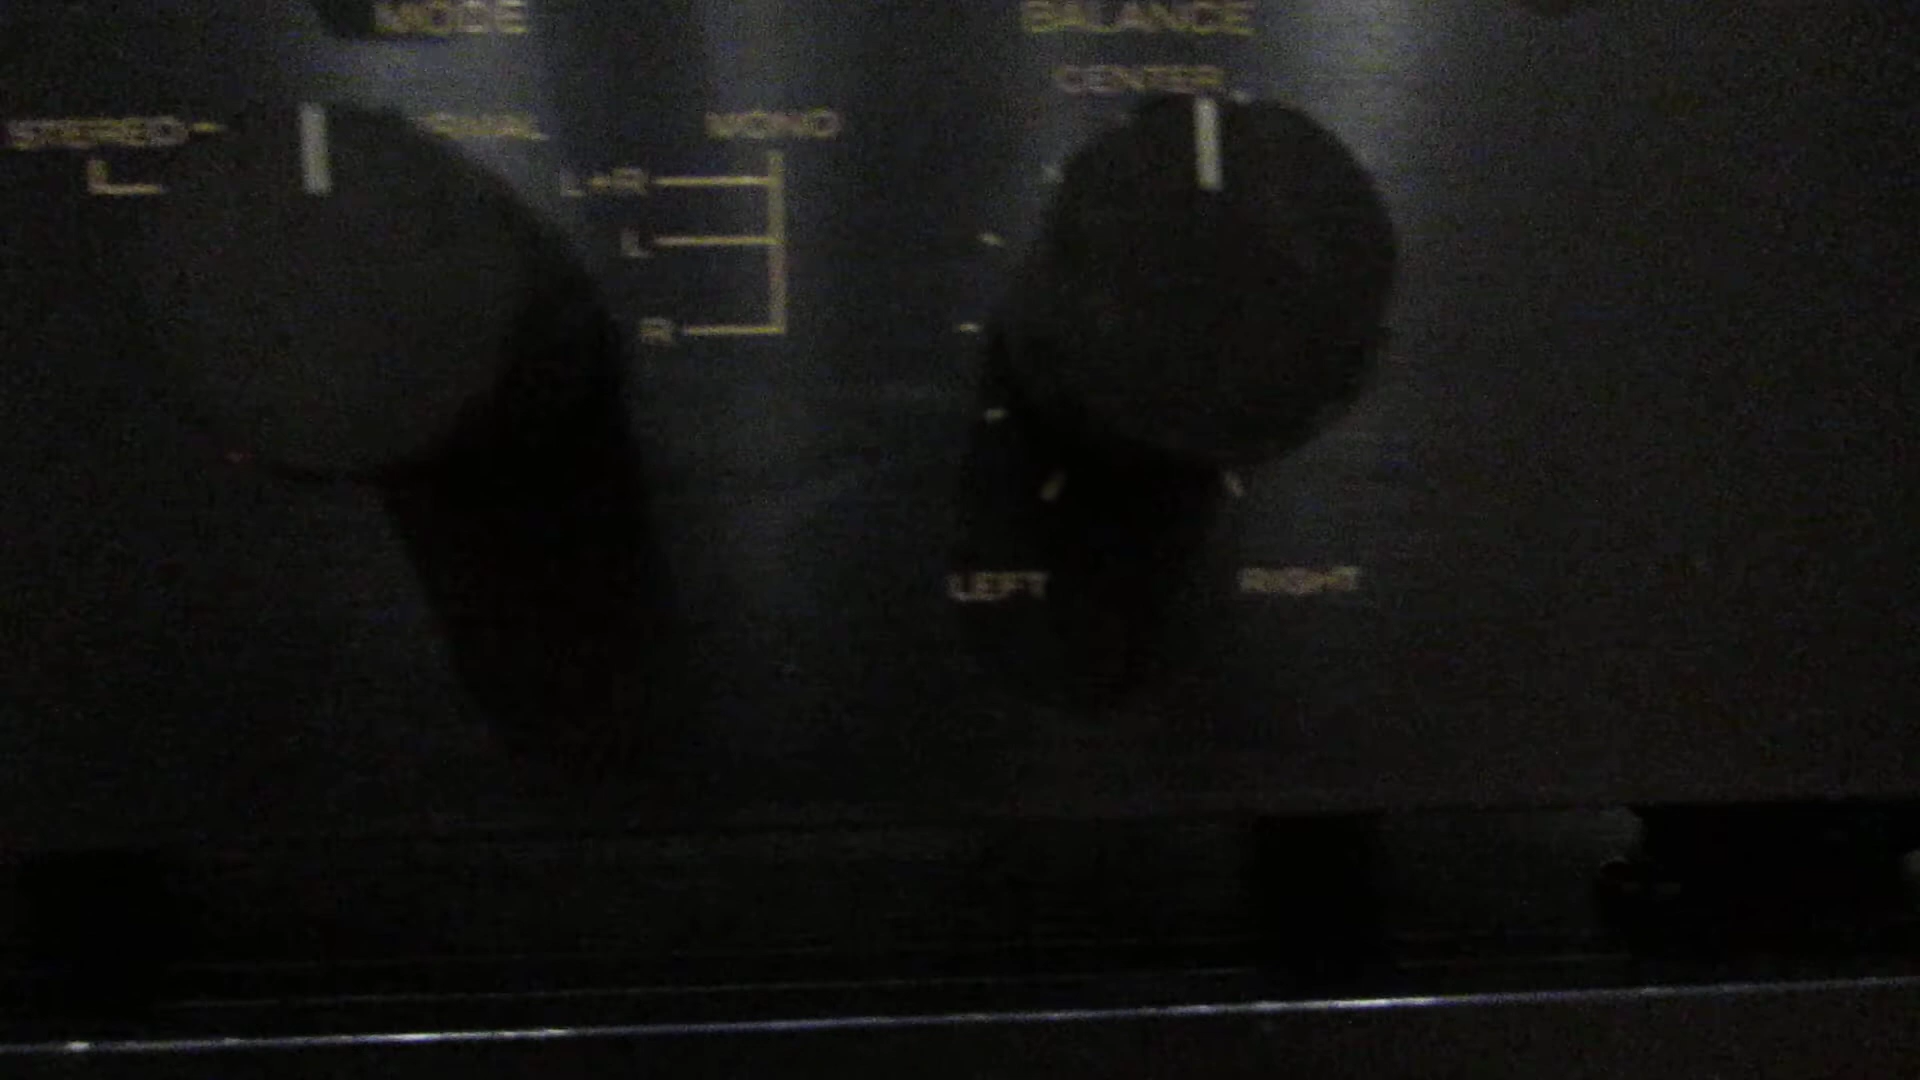 MODE
BALANCE
CENTER
STEREO
MONO
L+R
L
R
LEFT
RIGHT